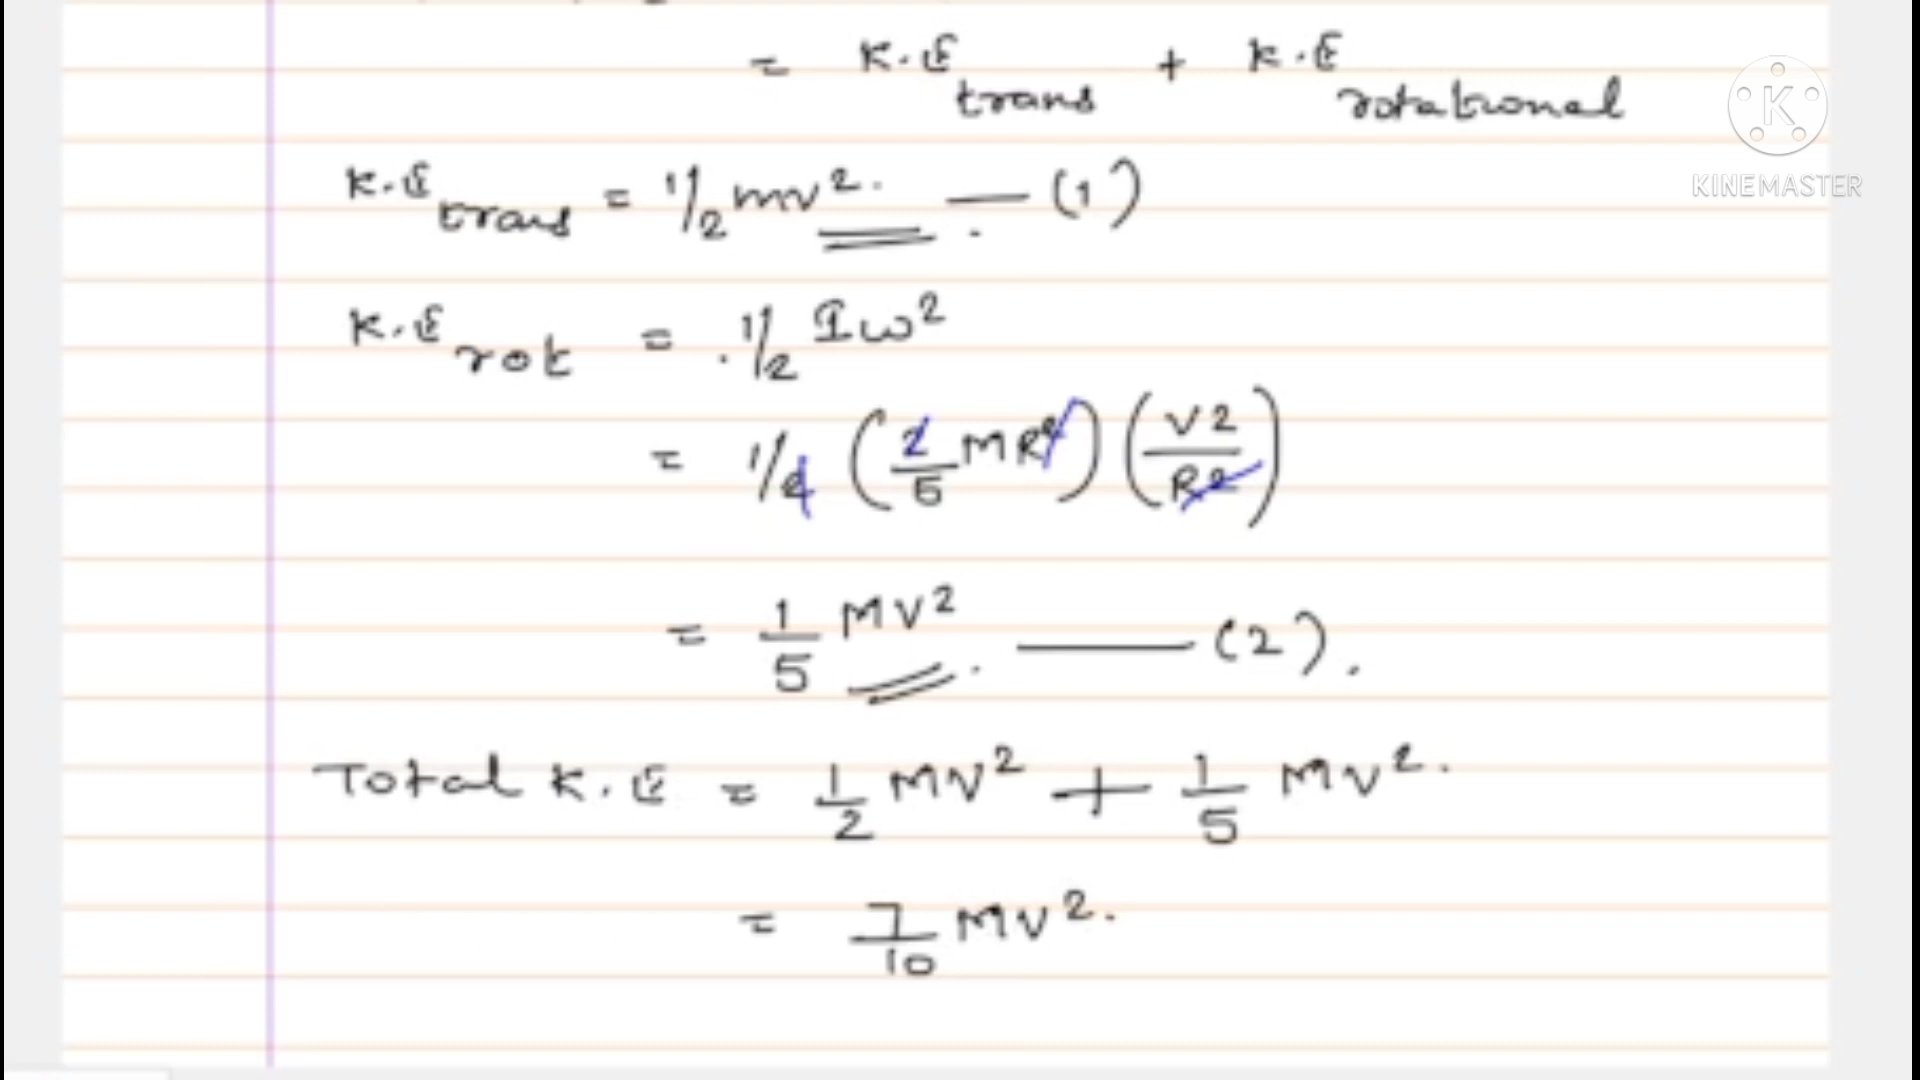 = K.E trans + K.E rotational
K
KINEMASTER
K.E trans = 1/2 mv². — (1)
K.E rot = 1/2 Iω²
= 1/2 (2/5 MR²) (V2/R2)
= 1/5 MV² — (2).
Total K.E = 1/2 MV² + 1/5 MV².
= 7/10 MV².